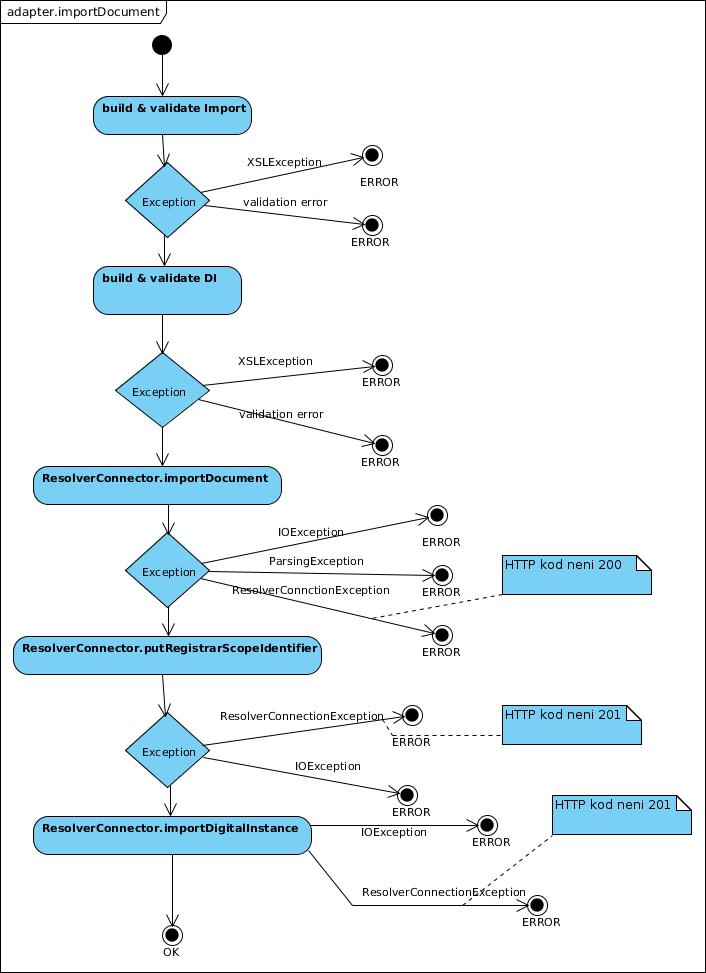 adapter.importDocument
build & validate Import
XSLException
ERROR
Exception
validation error
ERROR
build & validate DI
XSLException
ERROR
Exception
validation error
ERROR
ResolverConnector.importDocument
IOException
ERROR
ParsingException
HTTP kod neni 200
Exception
ERROR
ResolverConnctionException
ERROR
ResolverConnector.putRegistrarScopeIdentifier
ResolverConnectionException
HTTP kod neni 201
ERROR
Exception
IOException
ERROR
HTTP kod neni 201
ResolverConnector.importDigitalInstance
IOException
ERROR
ResolverConnectionException
ERROR
OK